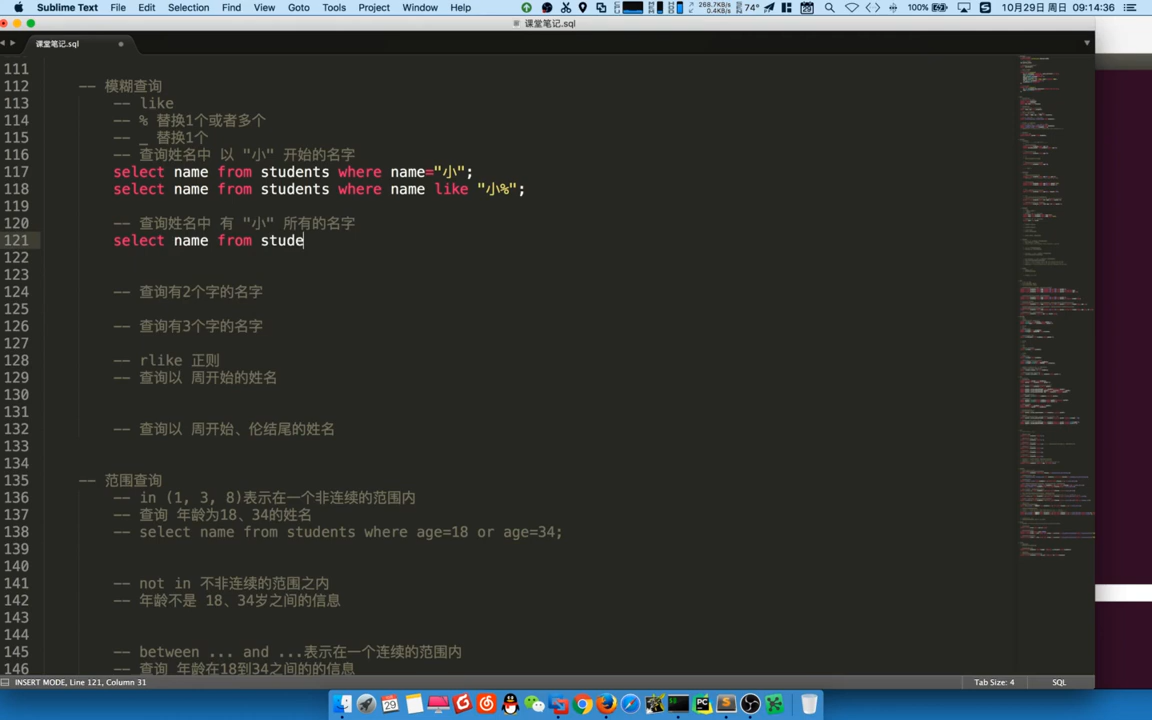 Sublime Text File Edit Selection Find View Goto Tools Project Window Help 268.7KB/s 0.4KB/s 74° 29 100% 10月29日 周日 09:14:36
课堂笔记.sql
课堂笔记.sql
111
112 -- 模糊查询
113 -- like
114 -- % 替换1个或者多个
115 -- _ 替换1个
116 -- 查询姓名中 以 "小" 开始的名字
117 select name from students where name="小";
118 select name from students where name like "小%";
119
120 -- 查询姓名中 有 "小" 所有的名字
121 select name from stude
122
123
124 -- 查询有2个字的名字
125
126 -- 查询有3个字的名字
127
128 -- rlike 正则
129 -- 查询以 周开始的姓名
130
131
132 -- 查询以 周开始、伦结尾的姓名
133
134
135 -- 范围查询
136 -- in (1, 3, 8)表示在一个非连续的范围内
137 -- 查询 年龄为18、34的姓名
138 -- select name from students where age=18 or age=34;
139
140
141 -- not in 不非连续的范围之内
142 -- 年龄不是 18、34岁之间的信息
143
144
145 -- between ... and ...表示在一个连续的范围内
146 -- 查询 年龄在18到34之间的的信息
INSERT MODE, Line 121, Column 31 Tab Size: 4 SQL